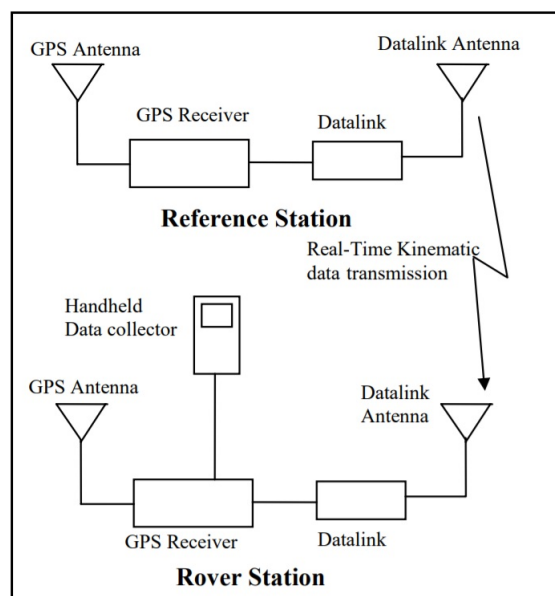 GPS Antenna
Datalink Antenna
GPS Receiver
Datalink
Reference Station
Real-Time Kinematic
data transmission
Handheld
Data collector
GPS Antenna
Datalink
Antenna
GPS Receiver
Datalink
Rover Station